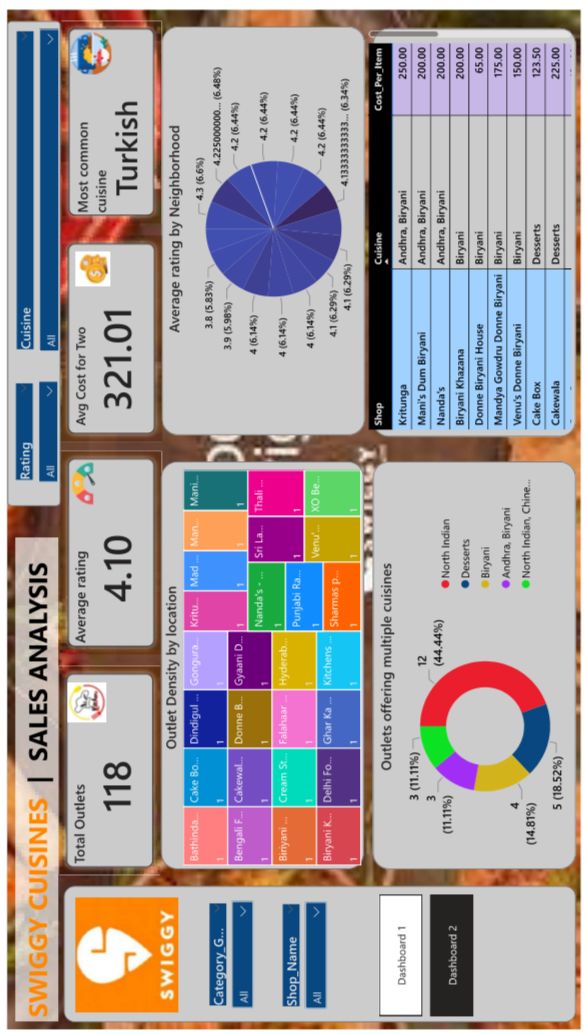 SWIGGY CUISINES | SALES ANALYSIS
Rating
All
Cuisine
All
SWIGGY
Category_G...
All
Shop_Name
All
Dashboard 1
Dashboard 2
Total Outlets
118
Average rating
4.10
Avg Cost for Two
321.01
Most common
cuisine
Turkish
Outlet Density by location
Bathinda...
1
Bengali F...
1
Biriyani ...
1
Biryani K...
1
Cake Bo...
1
Cakewal...
1
Cream St...
1
Delhi Fo...
1
Dindigul ...
1
Donne B...
1
Falahaar ...
1
Ghar Ka ...
1
Gongura...
1
Gyaani D...
1
Hyderab...
1
Kitchens ...
1
Kritu...
1
Mad ...
1
Man...
1
Mani...
1
Nanda's - ...
1
Punjabi Ra...
1
Sharmas p...
1
Sri La...
1
Thali ...
1
Venu' ...
1
XO Be...
1
Average rating by Neighborhood
4.3 (6.6%)
4.225000000... (6.48%)
4.2 (6.44%)
4.2 (6.44%)
4.2 (6.44%)
4.2 (6.44%)
4.13333333333... (6.34%)
4.1 (6.29%)
4.1 (6.29%)
4 (6.14%)
4 (6.14%)
4 (6.14%)
3.9 (5.98%)
3.8 (5.83%)
Outlets offering multiple cuisines
12
(44.44%)
5 (18.52%)
4
(14.81%)
3
(11.11%)
3 (11.11%)
North Indian
Desserts
Biryani
Andhra, Biryani
North Indian, Chine...
Shop Cuisine Cost_Per_Item
Kritunga Andhra, Biryani 250.00
Mani's Dum Biryani Andhra, Biryani 200.00
Nanda's Andhra, Biryani 200.00
Biryani Khazana Biryani 200.00
Donne Biryani House Biryani 65.00
Mandya Gowdru Donne Biryani Biryani 175.00
Venu's Donne Biryani Biryani 150.00
Cake Box Desserts 123.50
Cakewala Desserts 225.00